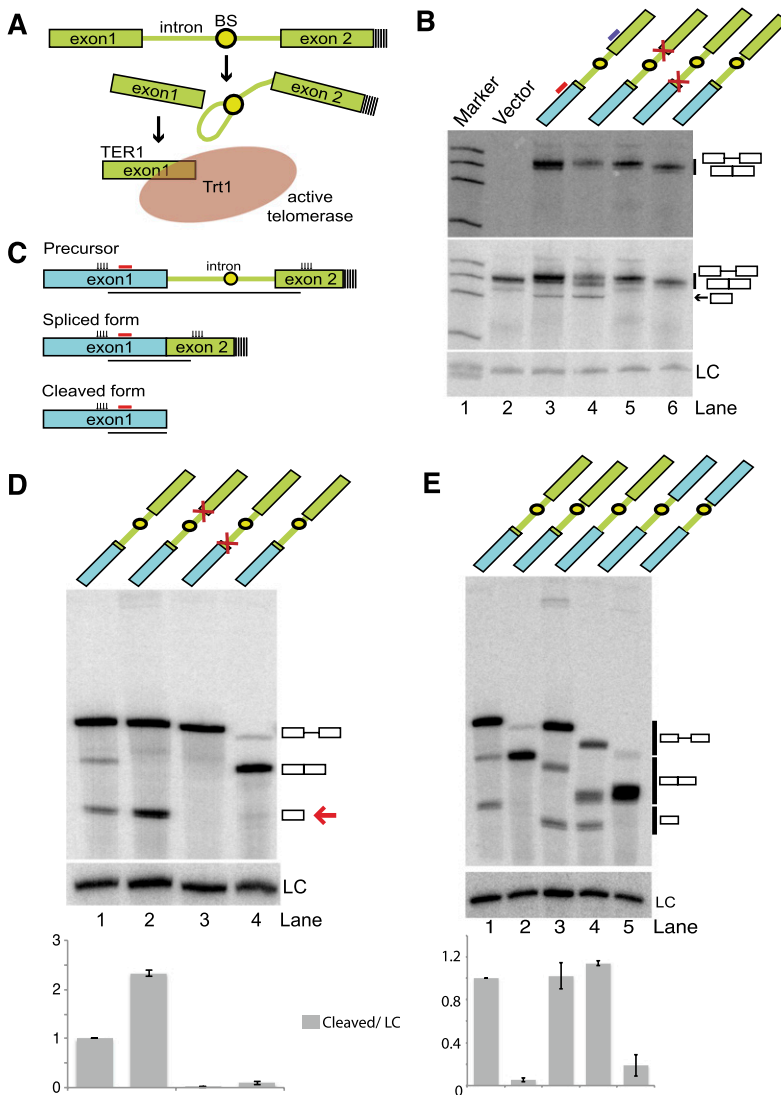 A
exon1
intron
BS
exon 2
exon1
exon 2
TER1
exon1
Trt1
active
telomerase
B
Marker
Vector
LC
1 2 3 4 5 6 Lane
C
Precursor
exon1
intron
exon 2
Spliced form
exon1
exon 2
Cleaved form
exon1
D
LC
1 2 3 4 Lane
3
2
1
0
Cleaved/ LC
E
LC
1 2 3 4 5 Lane
1.2
0.8
0.4
0